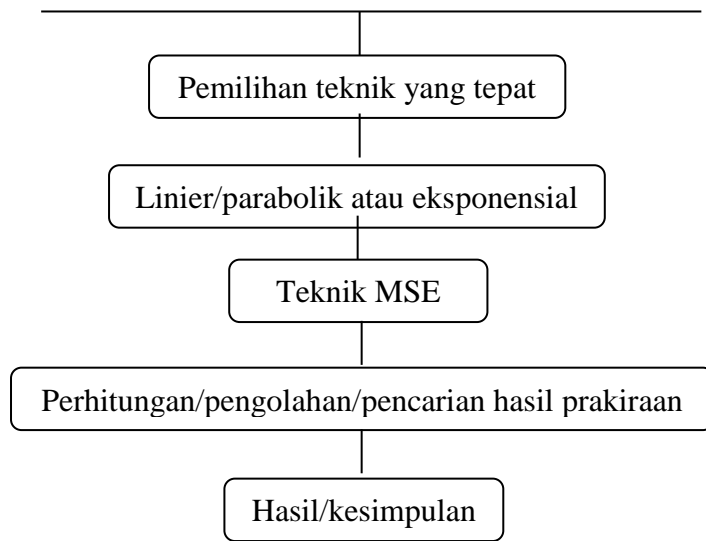 Pemilihan teknik yang tepat
Linier/parabolik atau eksponensial
Teknik MSE
Perhitungan/pengolahan/pencarian hasil prakiraan
Hasil/kesimpulan